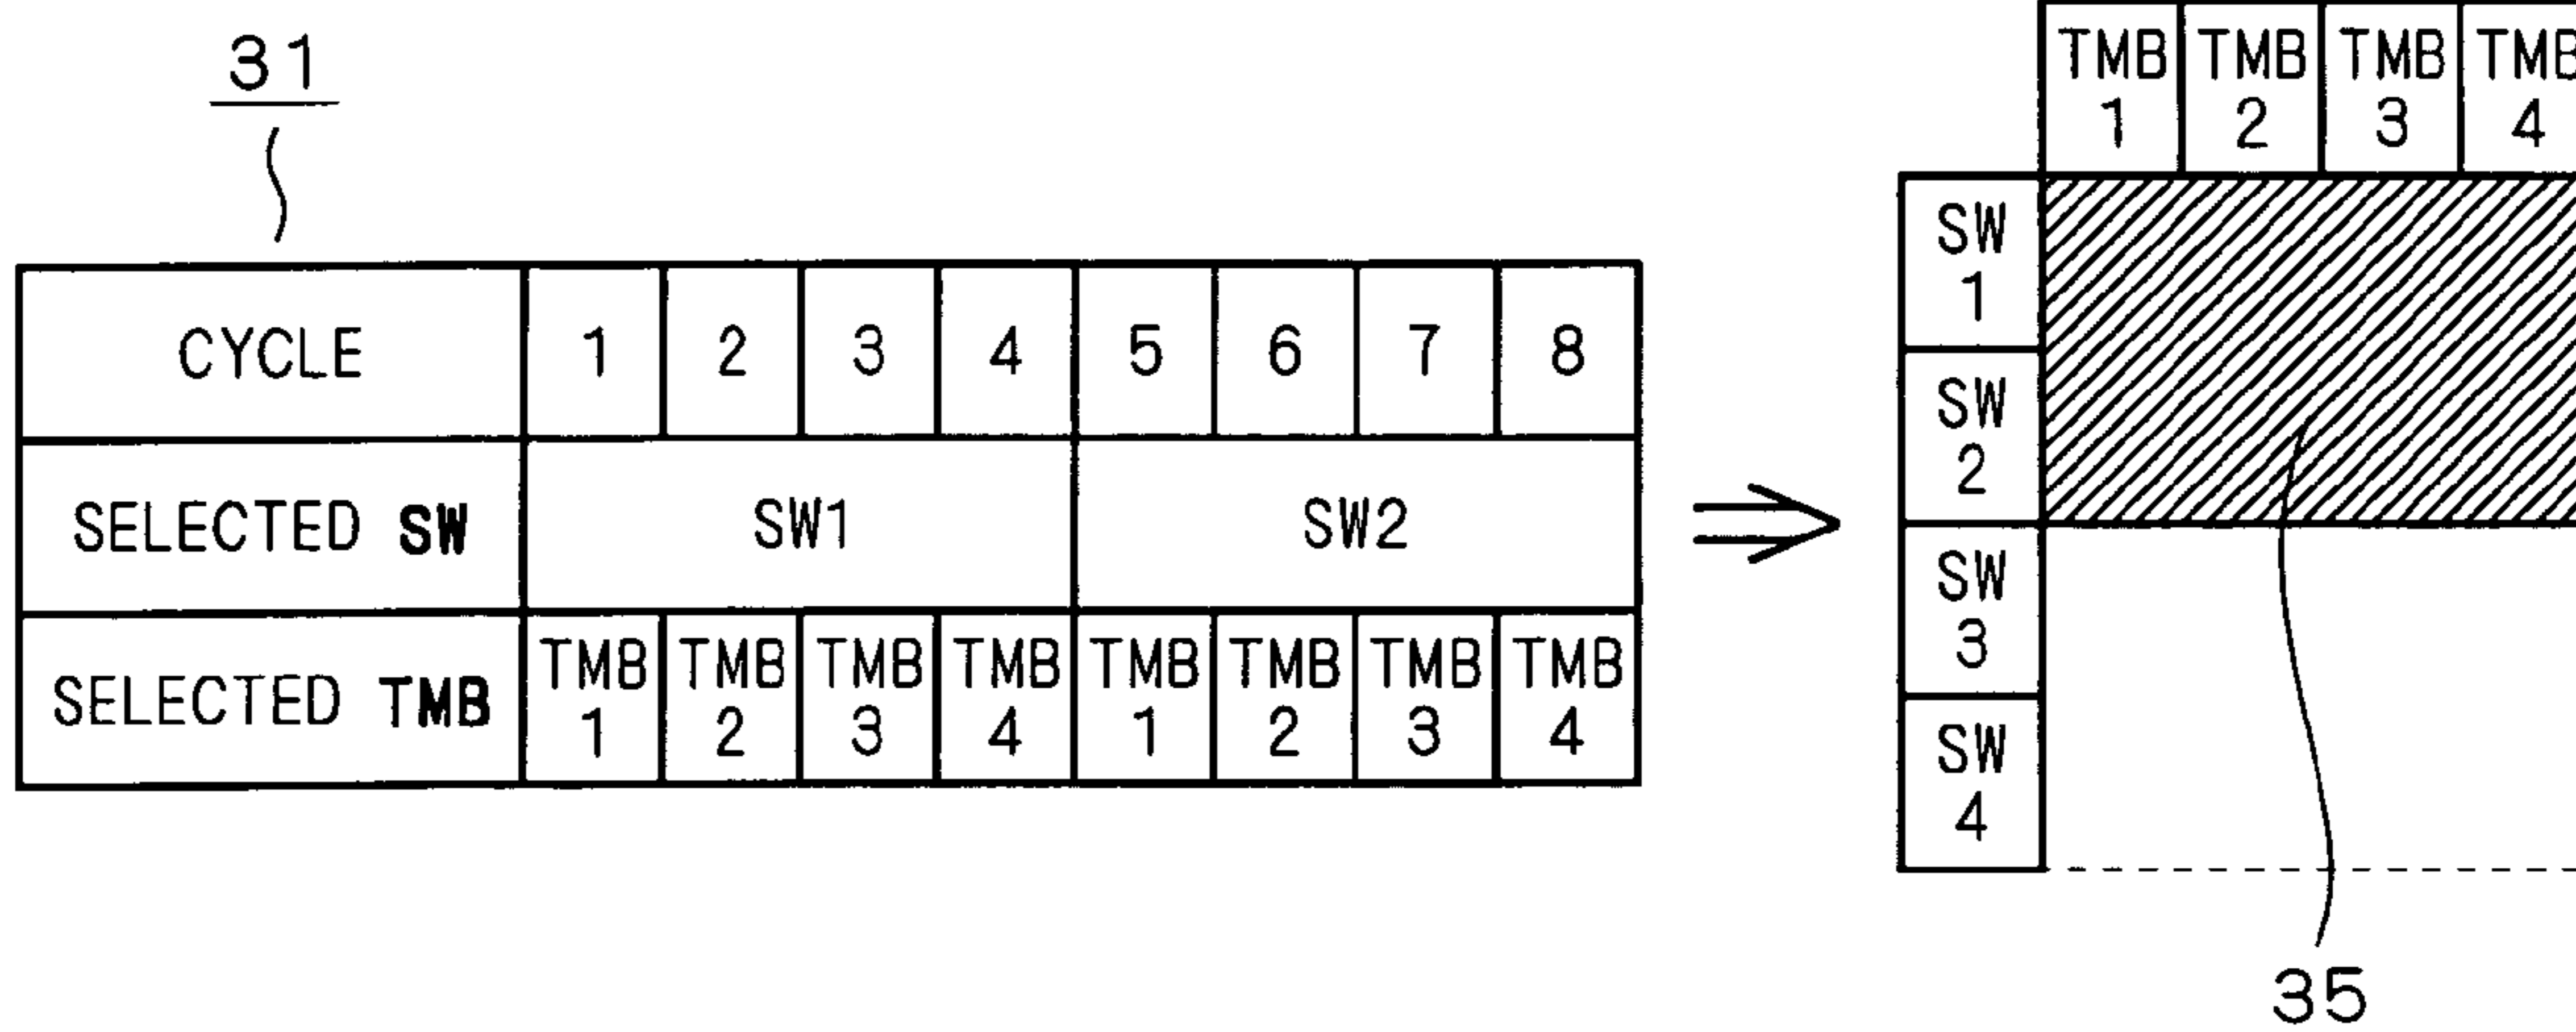 31
CYCLE 1 2 3 4 5 6 7 8
SELECTED SW SW1 SW2
SELECTED TMB TMB 1 TMB 2 TMB 3 TMB 4 TMB 1 TMB 2 TMB 3 TMB 4
TMB 1 TMB 2 TMB 3 TMB 4
SW 1
SW 2
SW 3
SW 4
35